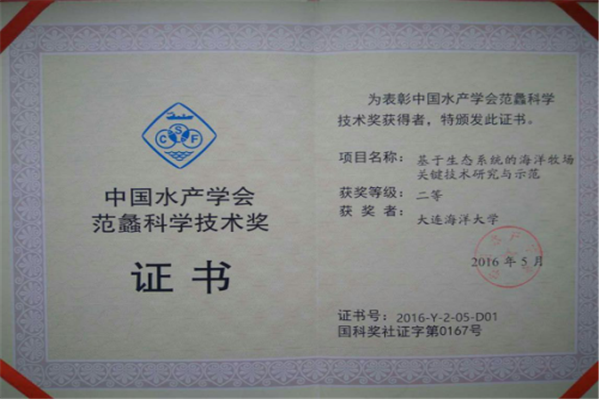 CSF
中国水产学会
范蠡科学技术奖
证书
为表彰中国水产学会范蠡科学
技术奖获得者，特颁发此证书。
项目名称：基于生态系统的海洋牧场
关键技术研究与示范
获奖等级：二等
获奖者：大连海洋大学
2016年5月
证书号：2016-Y-2-05-D01
国科奖社证字第0167号